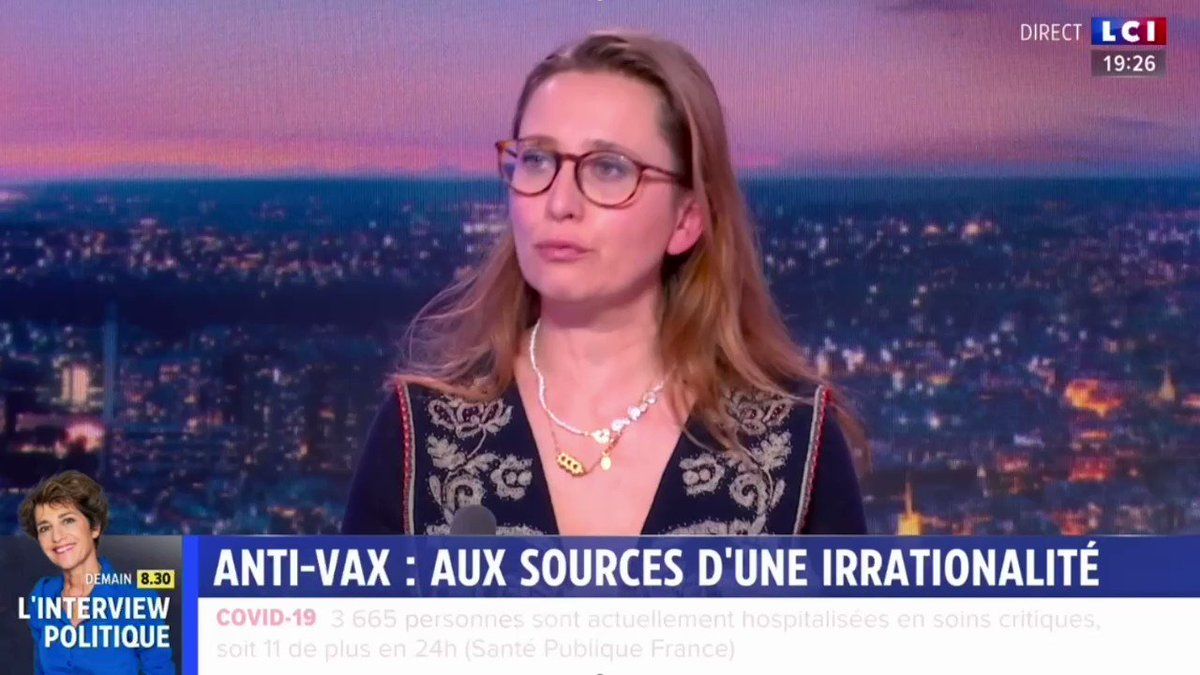 DIRECT LCI
19:26
DEMAIN 8.30
L'INTERVIEW
POLITIQUE
ANTI-VAX : AUX SOURCES D'UNE IRRATIONALITÉ
COVID-19 3 665 personnes sont actuellement hospitalisées en soins critiques,
soit 11 de plus en 24h (Santé Publique France)